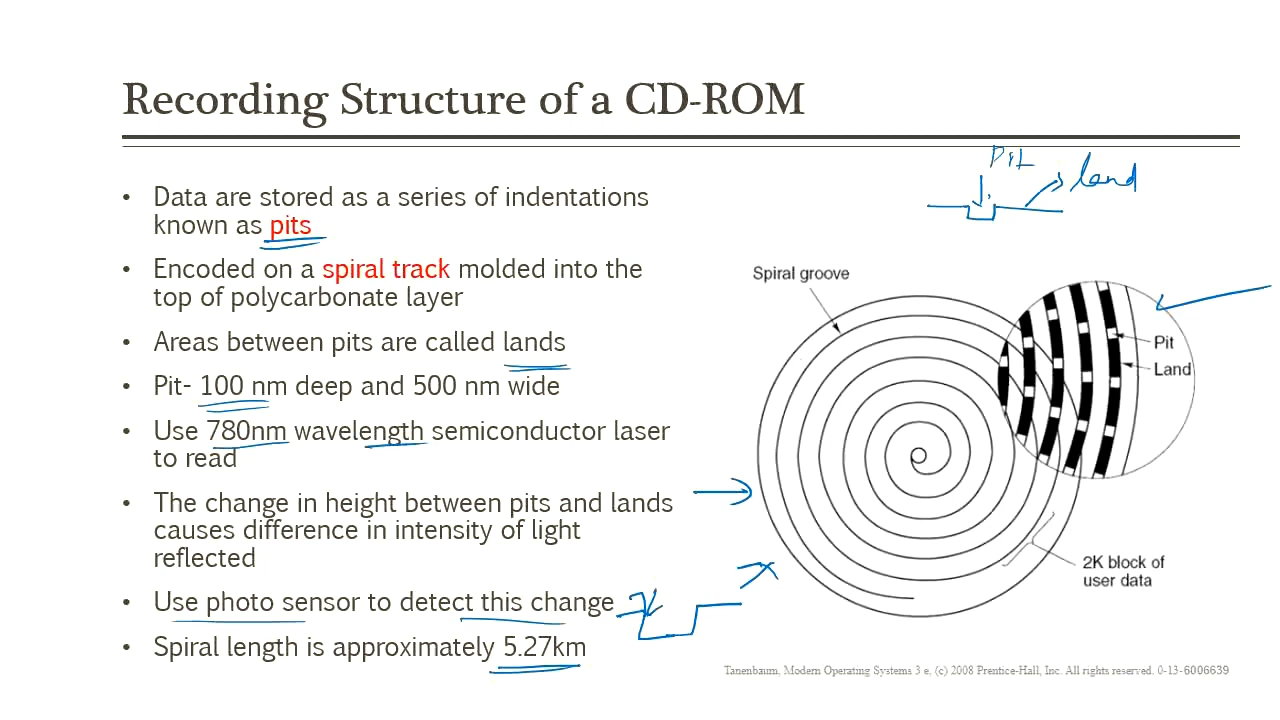 Recording Structure of a CD-ROM
• Data are stored as a series of indentations
known as pits
• Encoded on a spiral track molded into the
top of polycarbonate layer
• Areas between pits are called lands
• Pit- 100 nm deep and 500 nm wide
• Use 780nm wavelength semiconductor laser
to read
• The change in height between pits and lands
causes difference in intensity of light
reflected
• Use photo sensor to detect this change
• Spiral length is approximately 5.27km
Pit
land
Spiral groove
Pit
Land
2K block of
user data
Tanenbaum, Modern Operating Systems 3 e, (c) 2008 Prentice-Hall, Inc. All rights reserved. 0-13-6006639